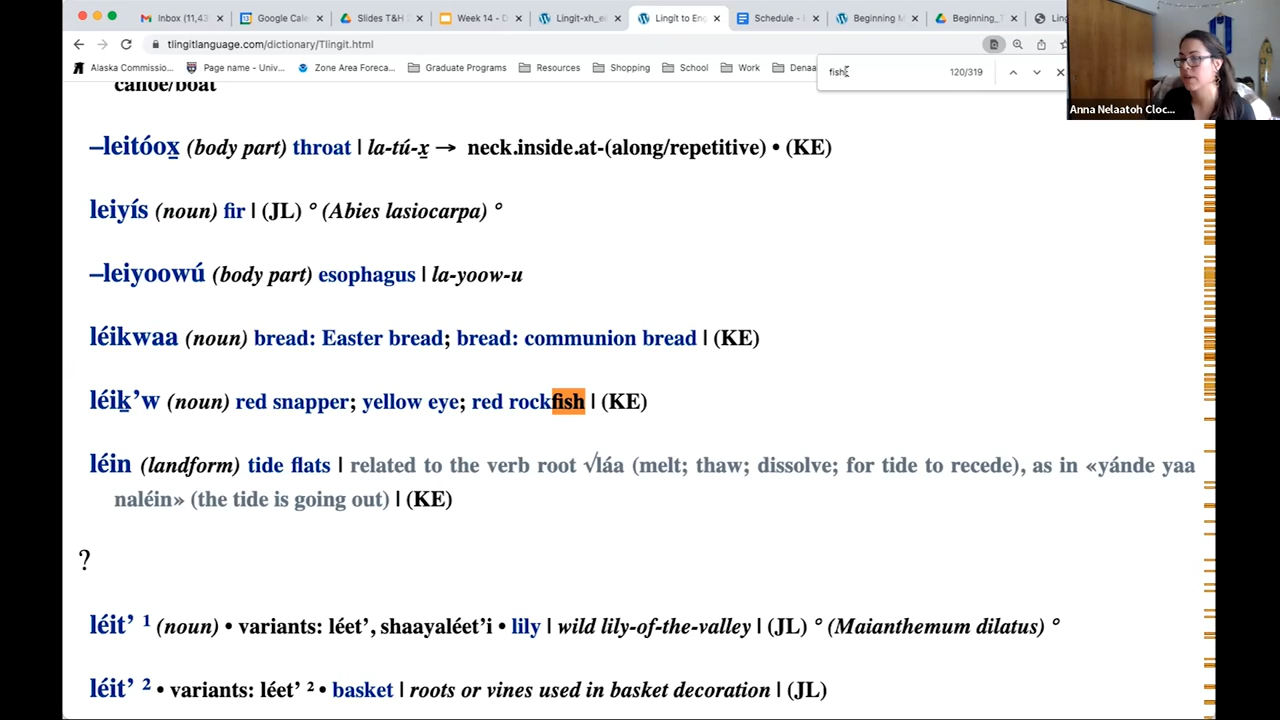 Inbox (11,43
Google Cale
Slides T&H
Week 14 - D
Lingít-xh_e
Lingít to En
Schedule -
Beginning M
Beginning_T
Lin
tlingitlanguage.com/dictionary/Tlingit.html
Alaska Commissio...
Page name - Univ...
Zone Area Foreca...
Graduate Programs
Resources
Shopping
School
Work
Denaa
fish
120/319
Anna Nelaatoh Cloc...
canoe/boat
–leitóox̱ (body part) throat | la-tú-x̱ → neck.inside.at-(along/repetitive) • (KE)
leiyís (noun) fir | (JL) ° (Abies lasiocarpa) °
–leiyoowú (body part) esophagus | la-yoow-u
léikwaa (noun) bread: Easter bread; bread: communion bread | (KE)
léiḵ’w (noun) red snapper; yellow eye; red rockfish | (KE)
léin (landform) tide flats | related to the verb root √láa (melt; thaw; dissolve; for tide to recede), as in «yánde yaa
naléin» (the tide is going out) | (KE)
?
léit’ ¹ (noun) • variants: léet’, shaayaléet’i • lily | wild lily-of-the-valley | (JL) ° (Maianthemum dilatus) °
léit’ ² • variants: léet’ ² • basket | roots or vines used in basket decoration | (JL)